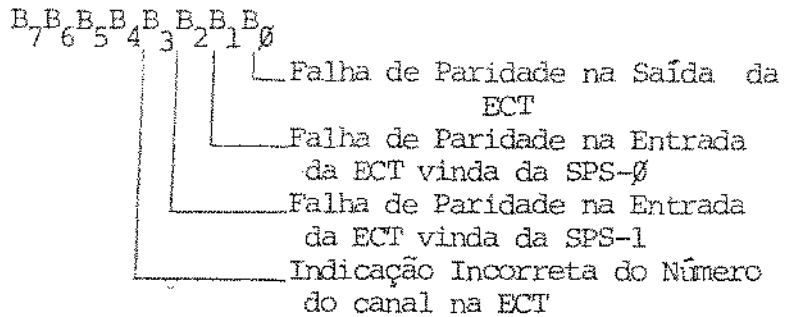 B7B6B5B4B3B2B1BØ
Falha de Paridade na Saída da
ECT
Falha de Paridade na Entrada
da ECT vinda da SPS-Ø
Falha de Paridade na Entrada
da ECT vinda da SPS-1
Indicação Incorreta do Número
do canal na ECT